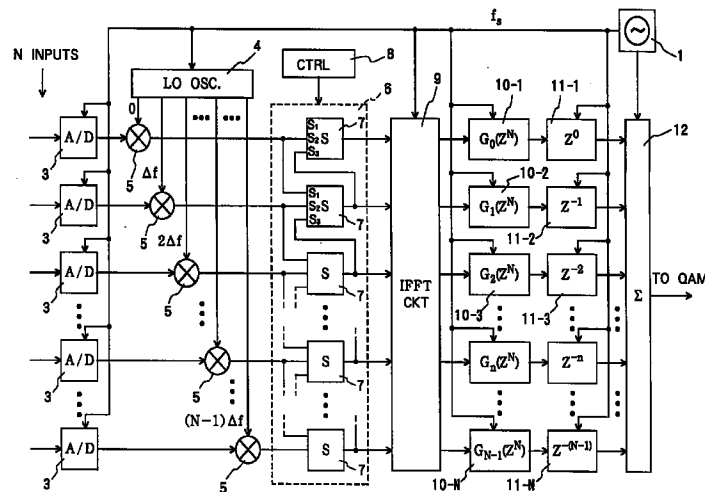 f_s
4
8
1
N INPUTS
LO OSC.
CTRL
6
9
10-1
11-1
12
0
A/D
3
5
S₁
S₂S
S₃
7
G₀(Z^N)
Z⁰
Δf
10-2
A/D
3
5
S₁
S₂S
S₃
7
G₁(Z^N)
Z⁻¹
11-2
2Δf
A/D
3
5
S
7
IFFT
CKT
G₂(Z^N)
10-3
Z⁻²
11-3
Σ
TO QAM
A/D
3
5
S
7
Gₙ(Z^N)
Z⁻ⁿ
(N-1)Δf
A/D
3
5
S
7
G_N-1(Z^N)
10-N
Z^-(N-1)
11-N